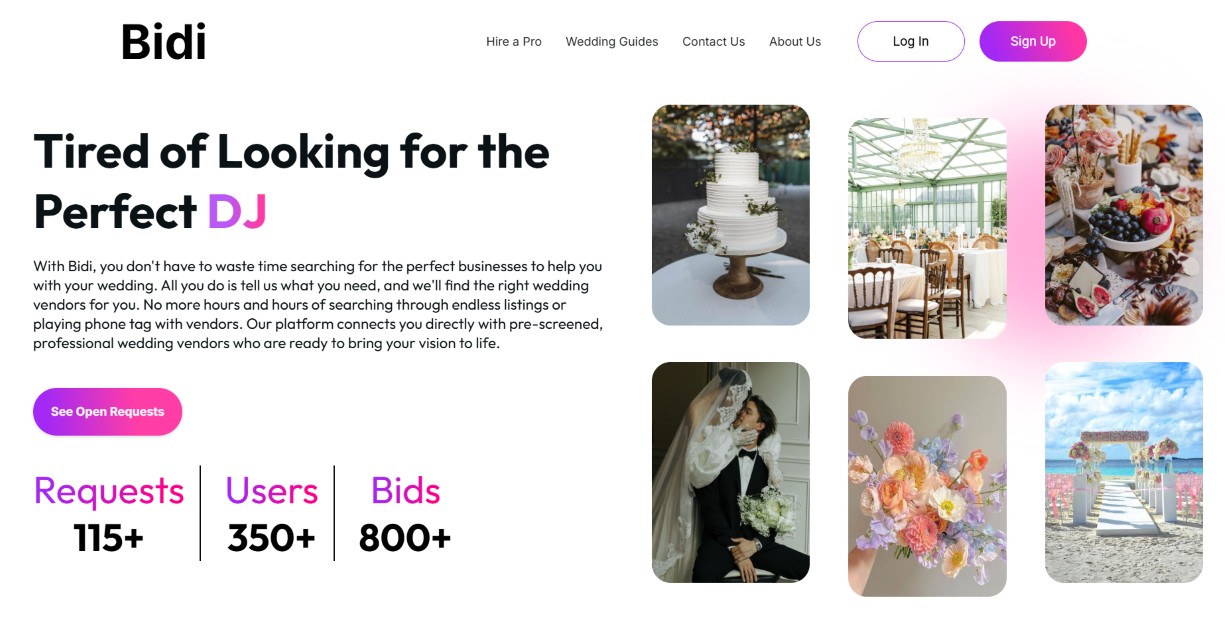 Bidi
Hire a Pro
Wedding Guides
Contact Us
About Us
Log In
Sign Up
Tired of Looking for the
Perfect DJ
With Bidi, you don't have to waste time searching for the perfect businesses to help you
with your wedding. All you do is tell us what you need, and we'll find the right wedding
vendors for you. No more hours and hours of searching through endless listings or
playing phone tag with vendors. Our platform connects you directly with pre-screened,
professional wedding vendors who are ready to bring your vision to life.
See Open Requests
Requests
115+
Users
350+
Bids
800+